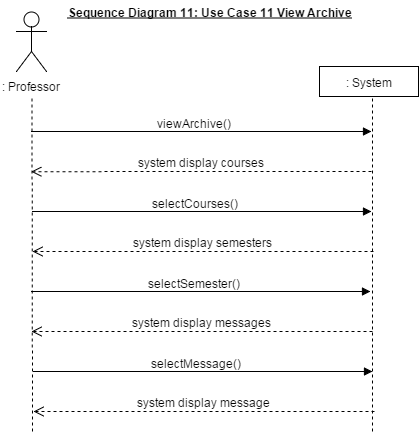 Sequence Diagram 11: Use Case 11 View Archive
: Professor
: System
viewArchive()
system display courses
selectCourses()
system display semesters
selectSemester()
system display messages
selectMessage()
system display message